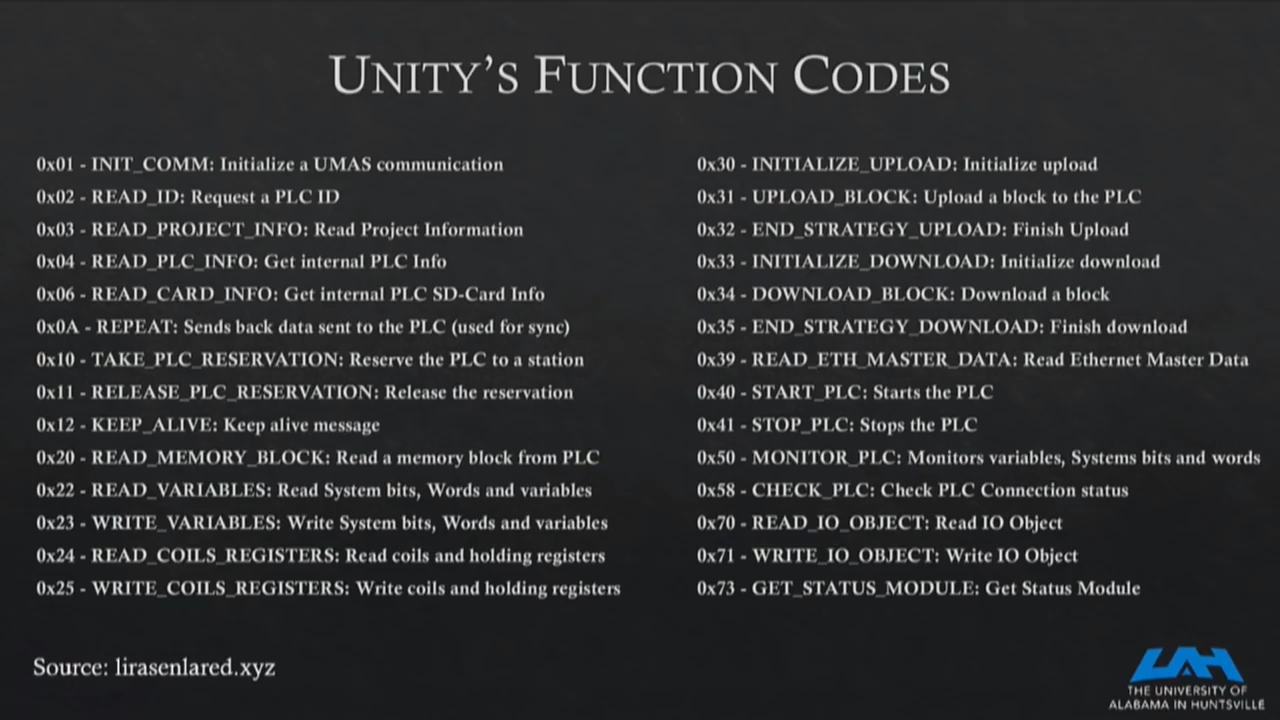 UNITY'S FUNCTION CODES
0x01 - INIT_COMM: Initialize a UMAS communication
0x02 - READ_ID: Request a PLC ID
0x03 - READ_PROJECT_INFO: Read Project Information
0x04 - READ_PLC_INFO: Get internal PLC Info
0x06 - READ_CARD_INFO: Get internal PLC SD-Card Info
0x0A - REPEAT: Sends back data sent to the PLC (used for sync)
0x10 - TAKE_PLC_RESERVATION: Reserve the PLC to a station
0x11 - RELEASE_PLC_RESERVATION: Release the reservation
0x12 - KEEP_ALIVE: Keep alive message
0x20 - READ_MEMORY_BLOCK: Read a memory block from PLC
0x22 - READ_VARIABLES: Read System bits, Words and variables
0x23 - WRITE_VARIABLES: Write System bits, Words and variables
0x24 - READ_COILS_REGISTERS: Read coils and holding registers
0x25 - WRITE_COILS_REGISTERS: Write coils and holding registers
0x30 - INITIALIZE_UPLOAD: Initialize upload
0x31 - UPLOAD_BLOCK: Upload a block to the PLC
0x32 - END_STRATEGY_UPLOAD: Finish Upload
0x33 - INITIALIZE_DOWNLOAD: Initialize download
0x34 - DOWNLOAD_BLOCK: Download a block
0x35 - END_STRATEGY_DOWNLOAD: Finish download
0x39 - READ_ETH_MASTER_DATA: Read Ethernet Master Data
0x40 - START_PLC: Starts the PLC
0x41 - STOP_PLC: Stops the PLC
0x50 - MONITOR_PLC: Monitors variables, Systems bits and words
0x58 - CHECK_PLC: Check PLC Connection status
0x70 - READ_IO_OBJECT: Read IO Object
0x71 - WRITE_IO_OBJECT: Write IO Object
0x73 - GET_STATUS_MODULE: Get Status Module
Source: lirasenlared.xyz
UAH
THE UNIVERSITY OF
ALABAMA IN HUNTSVILLE